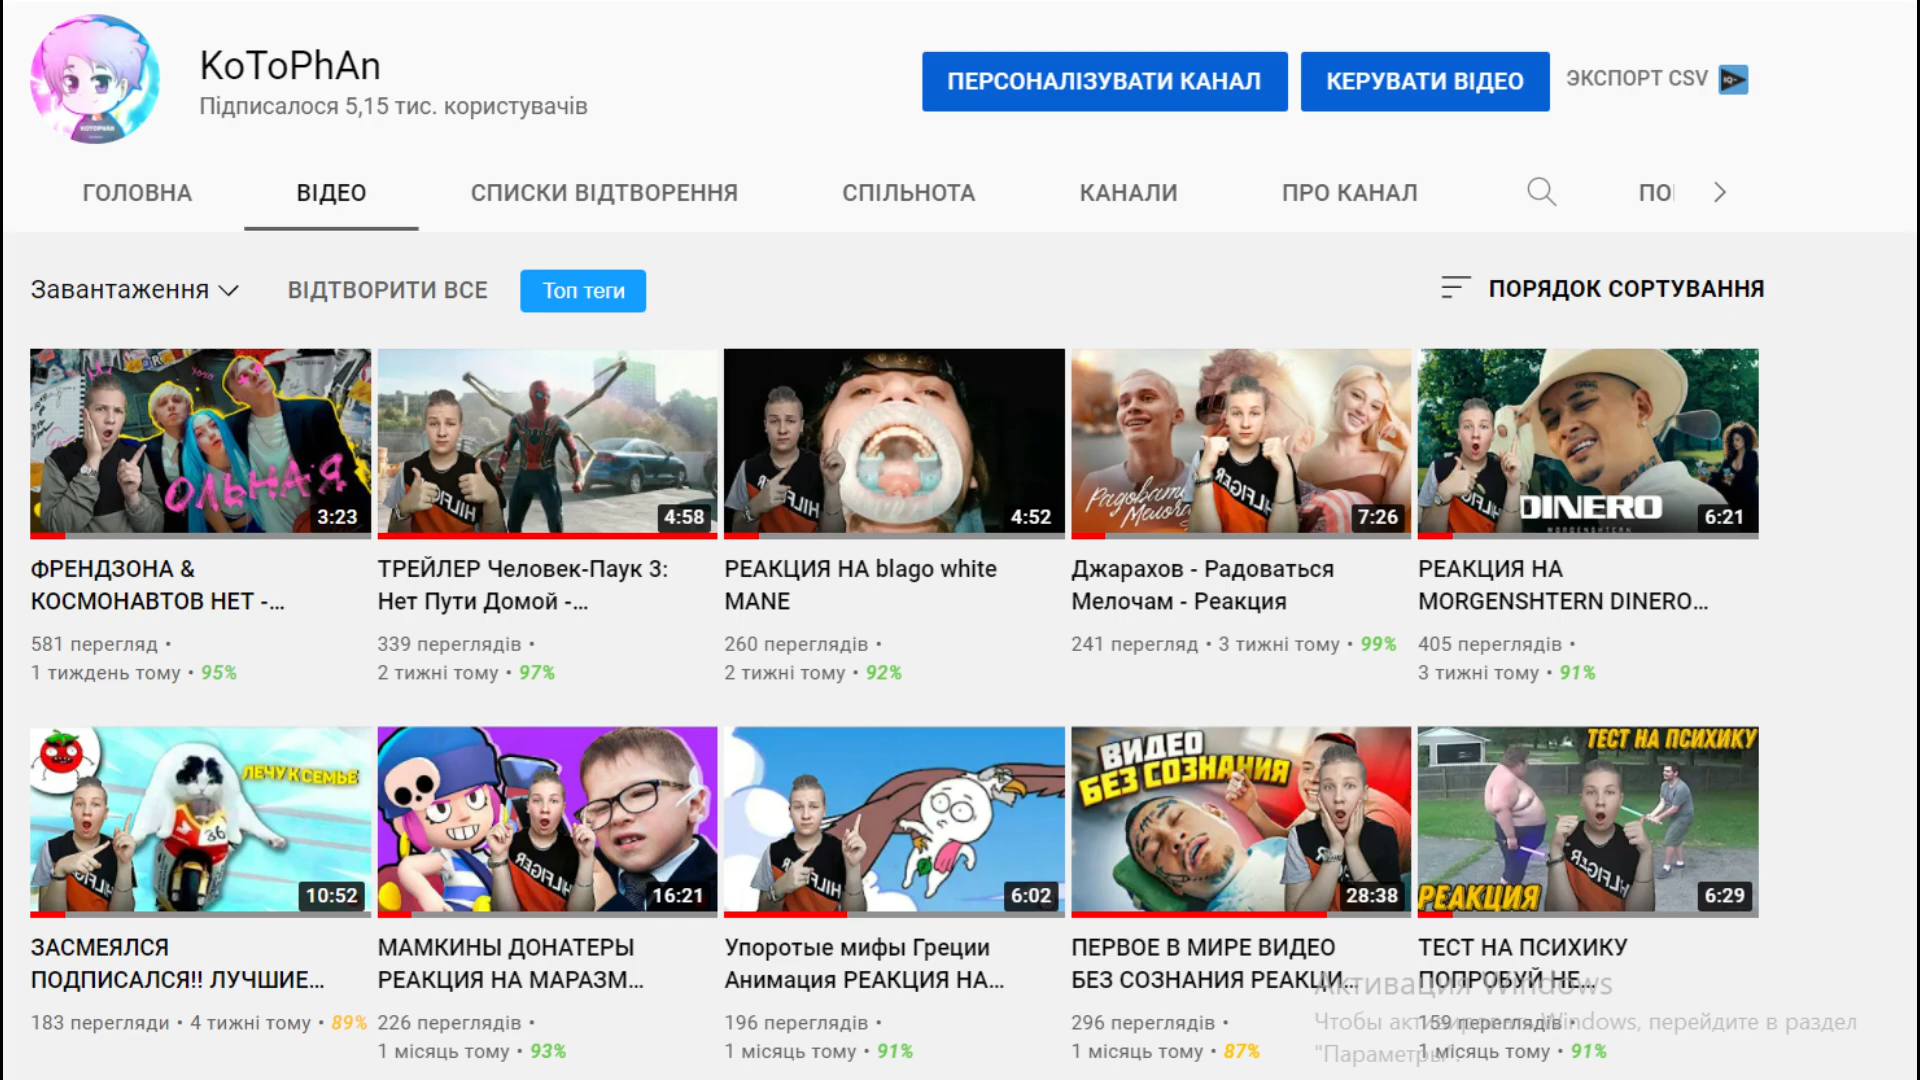 KoToPhAn
Підписалося 5,15 тис. користувачів
ПЕРСОНАЛІЗУВАТИ КАНАЛ
КЕРУВАТИ ВІДЕО
ЭКСПОРТ CSV
ГОЛОВНА
ВІДЕО
СПИСКИ ВІДТВОРЕННЯ
СПІЛЬНОТА
КАНАЛИ
ПРО КАНАЛ
Завантаження
ВІДТВОРИТИ ВСЕ
Топ теги
ПОРЯДОК СОРТУВАННЯ
ОЛЬНАЯ
3:23
4:58
4:52
Радовать
Мелоча
7:26
DINERO
MORGENSHTERN
6:21
ФРЕНДЗОНА &
КОСМОНАВТОВ НЕТ -...
581 перегляд •
1 тиждень тому • 95%
ТРЕЙЛЕР Человек-Паук 3:
Нет Пути Домой -...
339 переглядів •
2 тижні тому • 97%
РЕАКЦИЯ НА blago white
MANE
260 переглядів •
2 тижні тому • 92%
Джарахов - Радоваться
Мелочам - Реакция
241 перегляд • 3 тижні тому • 99%
РЕАКЦИЯ НА
MORGENSHTERN DINERO...
405 переглядів •
3 тижні тому • 91%
ЛЕЧУ К СЕМЬЕ
36
10:52
16:21
6:02
ВИДЕО
БЕЗ СОЗНАНИЯ
28:38
ТЕСТ НА ПСИХИКУ
РЕАКЦИЯ
6:29
ЗАСМЕЯЛСЯ
ПОДПИСАЛСЯ!! ЛУЧШИЕ...
183 перегляди • 4 тижні тому • 89%
МАМКИНЫ ДОНАТЕРЫ
РЕАКЦИЯ НА МАРАЗМ...
226 переглядів •
1 місяць тому • 93%
Упоротые мифы Греции
Анимация РЕАКЦИЯ НА...
196 переглядів •
1 місяць тому • 91%
ПЕРВОЕ В МИРЕ ВИДЕО
БЕЗ СОЗНАНИЯ РЕАКЦИ...
296 переглядів •
1 місяць тому • 87%
ТЕСТ НА ПСИХИКУ
ПОПРОБУЙ НЕ...
159 переглядів •
1 місяць тому • 91%
Активация Windows
Чтобы активировать Windows, перейдите в раздел
"Параметры".